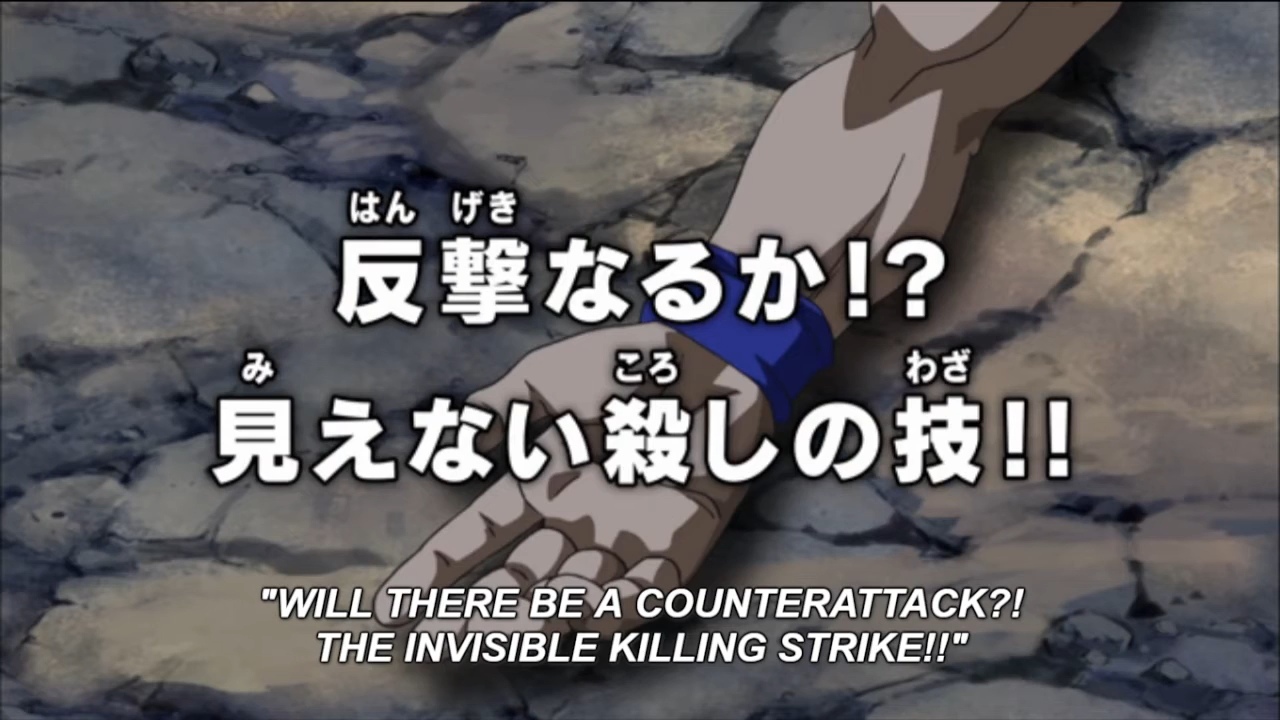 はん げき
反撃なるか!?
み ころ わざ
見えない殺しの技!!
"WILL THERE BE A COUNTERATTACK?!
THE INVISIBLE KILLING STRIKE!!"